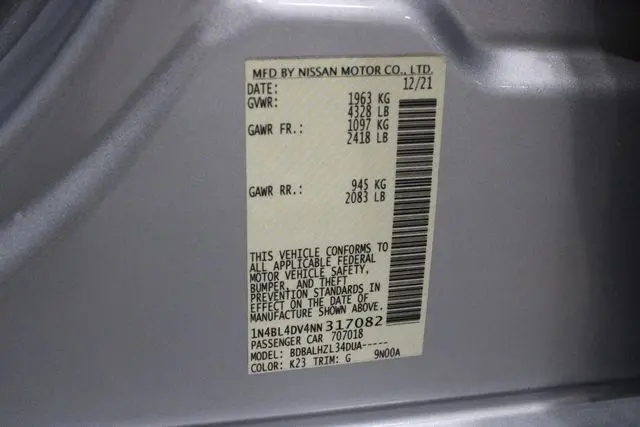 MFD BY NISSAN MOTOR CO., LTD.
DATE: 12/21
GVWR: 1963 KG
4328 LB
GAWR FR.: 1097 KG
2418 LB
GAWR RR.: 945 KG
2083 LB
THIS VEHICLE CONFORMS TO
ALL APPLICABLE FEDERAL
MOTOR VEHICLE SAFETY,
BUMPER, AND THEFT
PREVENTION STANDARDS IN
EFFECT ON THE DATE OF
MANUFACTURE SHOWN ABOVE.
1N4BL4DV4NN317082
PASSENGER CAR 707018
MODEL: BDBALHZL34DUA-----
COLOR: K23 TRIM: G 9N00A